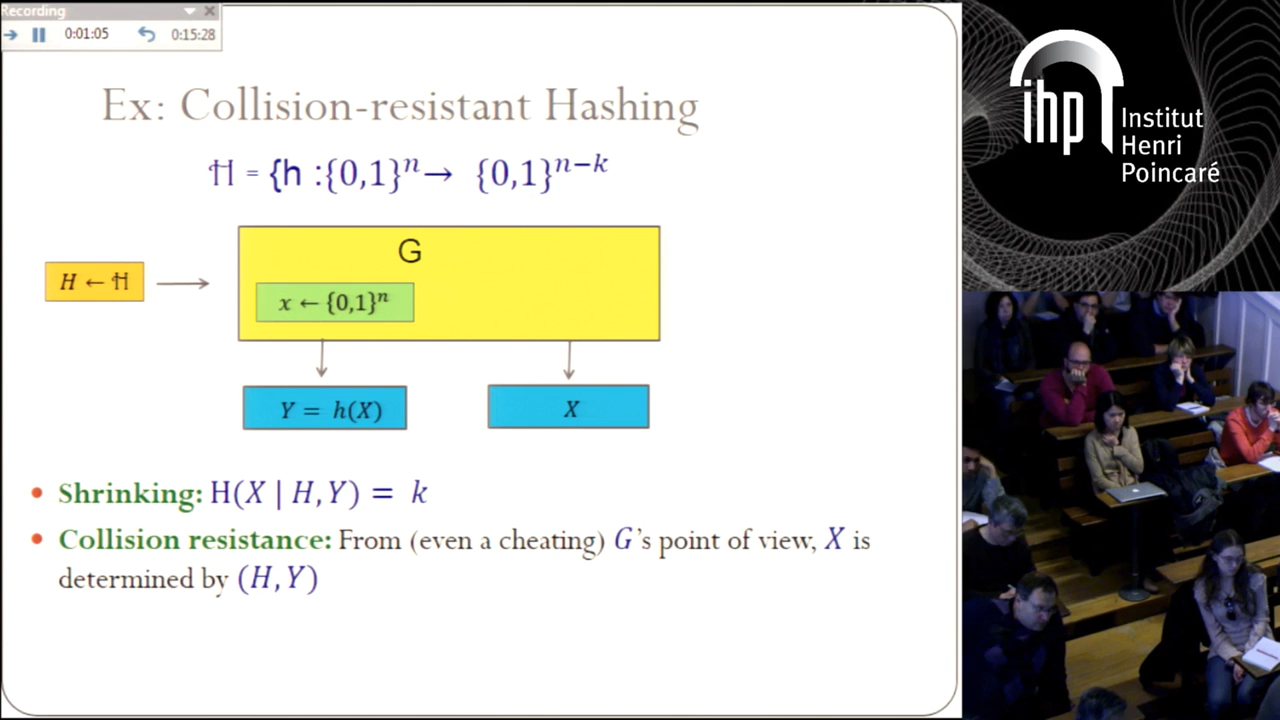 Recording
0:01:05 0:15:28
Ex: Collision-resistant Hashing
Ħ = {h :{0,1}ⁿ → {0,1}ⁿ⁻ᵏ
G
H ← Ħ
x ← {0,1}ⁿ
Y = h(X)
X
• Shrinking: H(X | H, Y) = k
• Collision resistance: From (even a cheating) G's point of view, X is
determined by (H, Y)
ihp
Institut
Henri
Poincaré